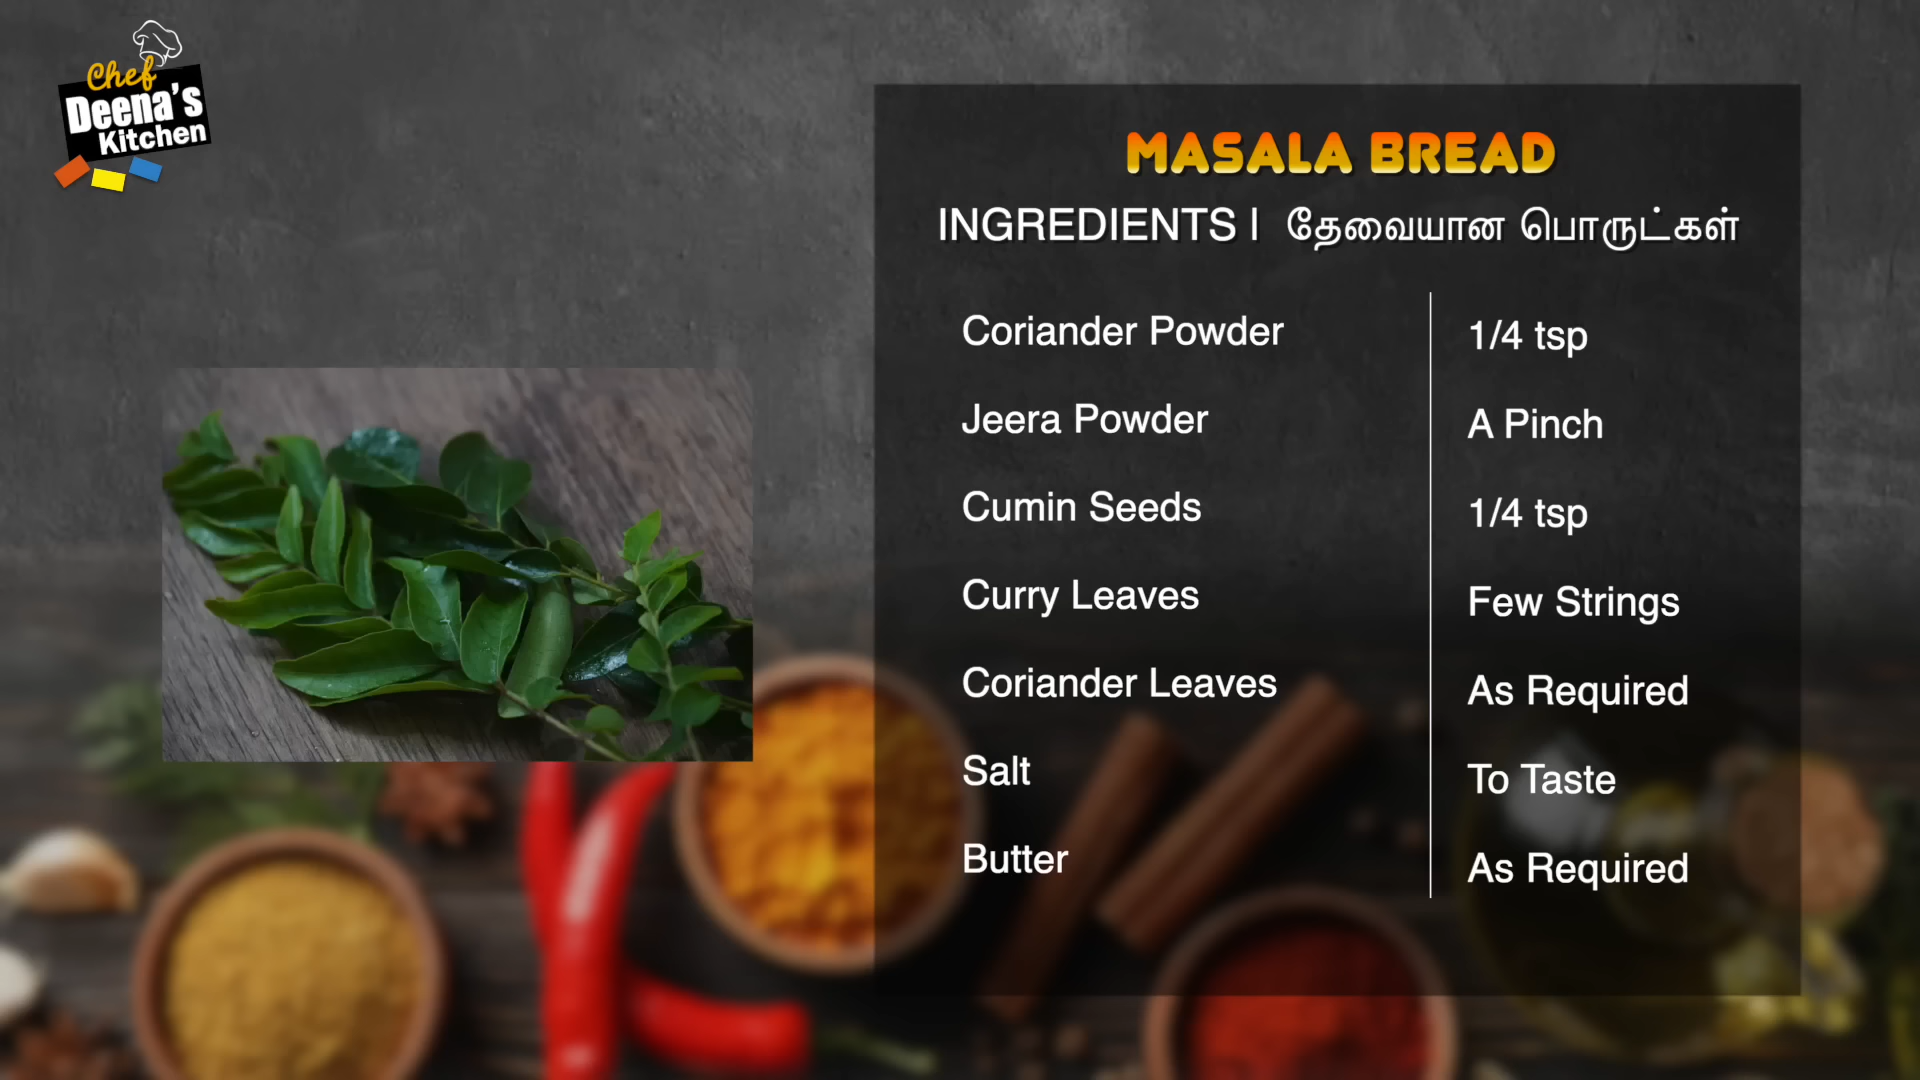 Chef
Deena's
Kitchen
MASALA BREAD
INGREDIENTS | தேவையான பொருட்கள்
Coriander Powder 1/4 tsp
Jeera Powder A Pinch
Cumin Seeds 1/4 tsp
Curry Leaves Few Strings
Coriander Leaves As Required
Salt To Taste
Butter As Required